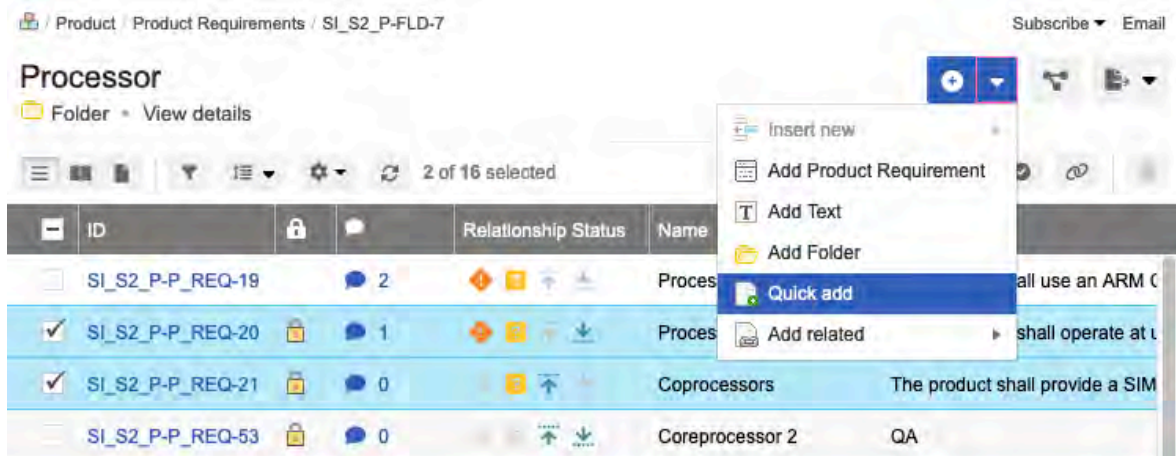 Product / Product Requirements / SI_S2_P-FLD-7
Subscribe Email
Processor
Folder • View details
2 of 16 selected
Insert new
Add Product Requirement
Add Text
Add Folder
Quick add
Add related
ID Relationship Status Name
SI_S2_P-P_REQ-19 2 Proces all use an ARM
SI_S2_P-P_REQ-20 1 Proces shall operate at
SI_S2_P-P_REQ-21 0 Coprocessors The product shall provide a SIM
SI_S2_P-P_REQ-53 0 Coreprocessor 2 QA